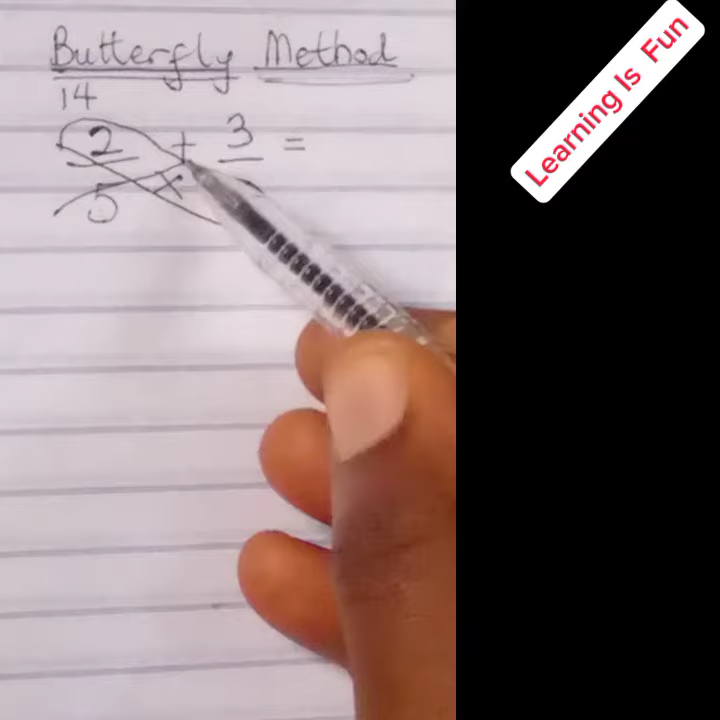 Butterfly Method
14
2 + 3 =
5 x
Learning Is Fun